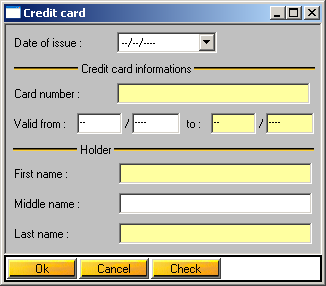 Credit card
Date of issue : --/--/----
Credit card informations
Card number :
Valid from : -- / ---- to : -- / ----
Holder
First name :
Middle name :
Last name :
Ok Cancel Check